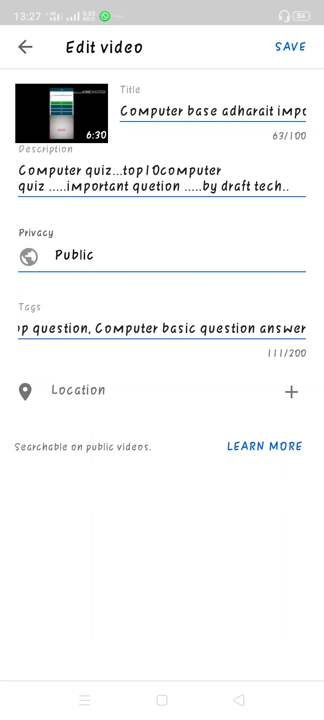 13:27
54
Edit video
SAVE
Title
Computer base adharait impo
6:30
63/100
Description
Computer quiz...top10computer
quiz .....important quetion .....by draft tech..
Privacy
Public
Tags
op question, Computer basic question answer
111/200
Location
Searchable on public videos.
LEARN MORE